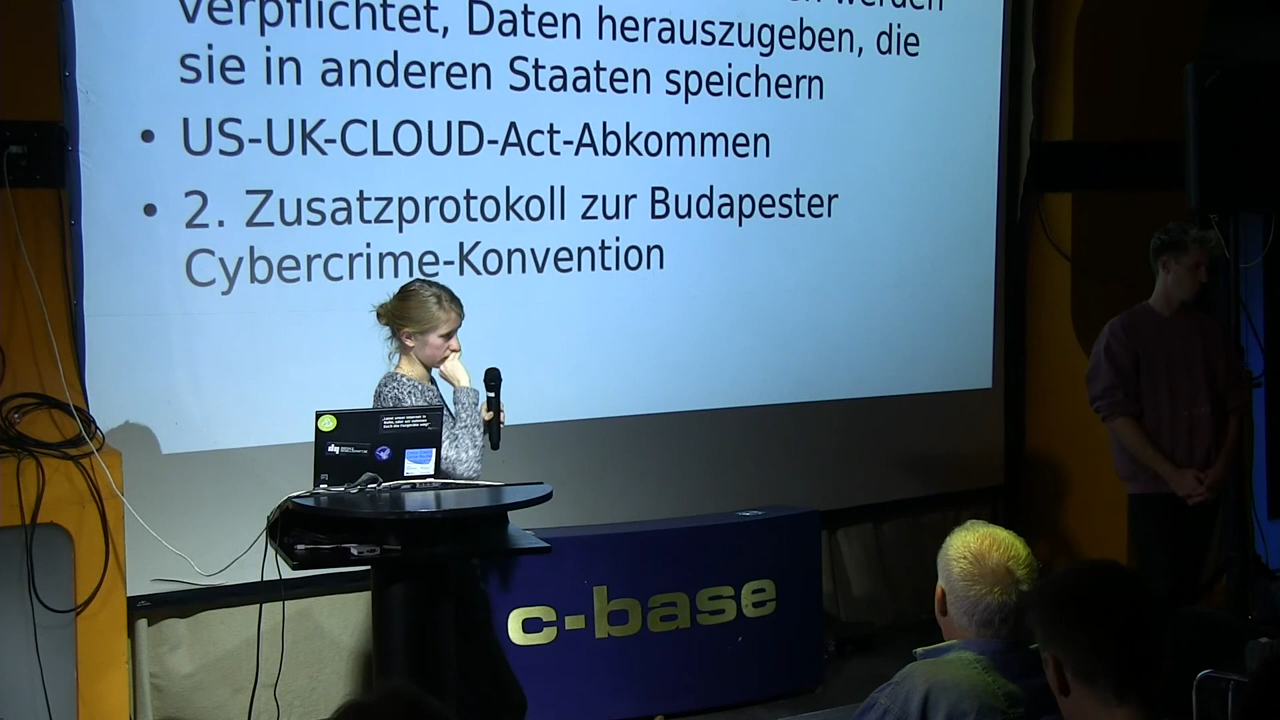 werden
verpflichtet, Daten herauszugeben, die
sie in anderen Staaten speichern
• US-UK-CLOUD-Act-Abkommen
• 2. Zusatzprotokoll zur Budapester
Cybercrime-Konvention
c-base